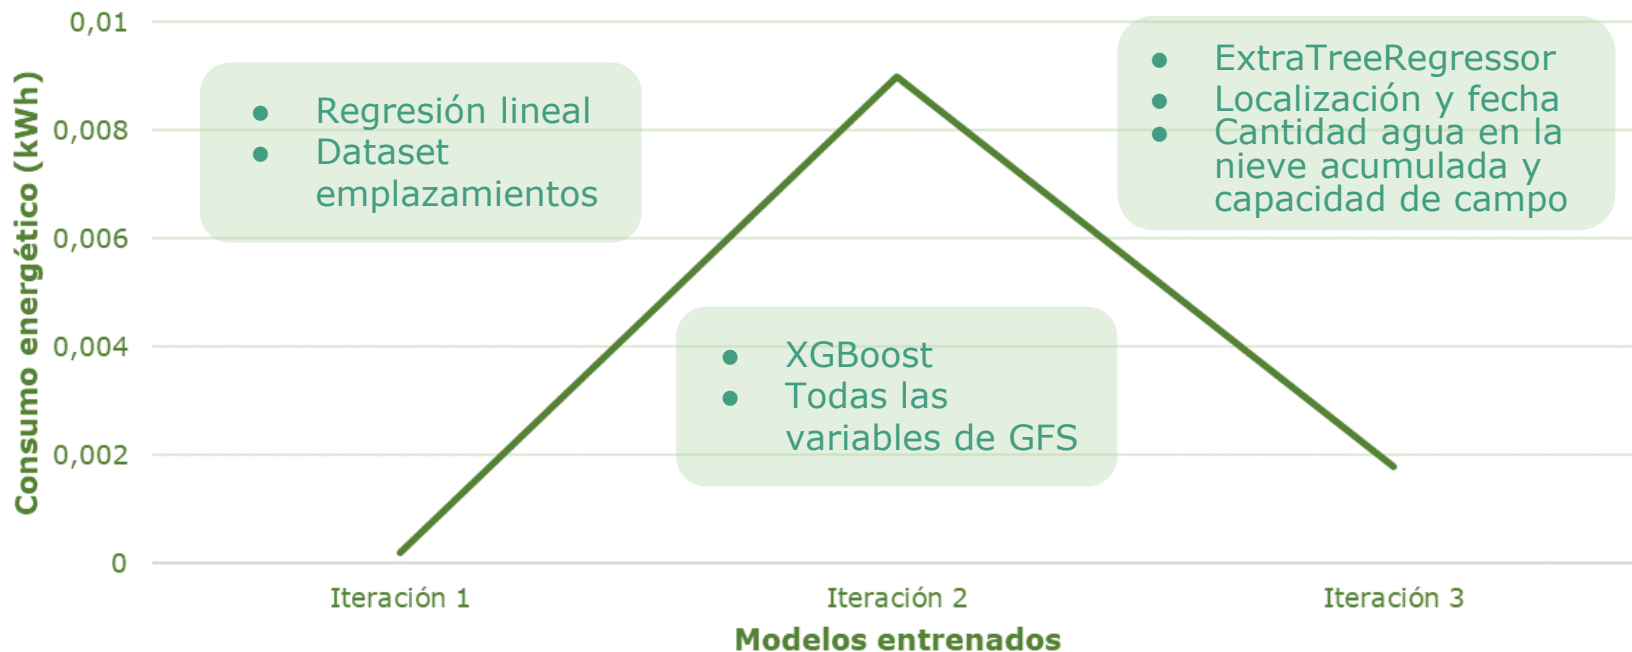 Consumo energético (kWh)
0,01
0,008
0,006
0,004
0,002
0
● Regresión lineal
● Dataset
emplazamientos
● XGBoost
● Todas las
variables de GFS
● ExtraTreeRegressor
● Localización y fecha
● Cantidad agua en la
nieve acumulada y
capacidad de campo
Iteración 1
Iteración 2
Iteración 3
Modelos entrenados